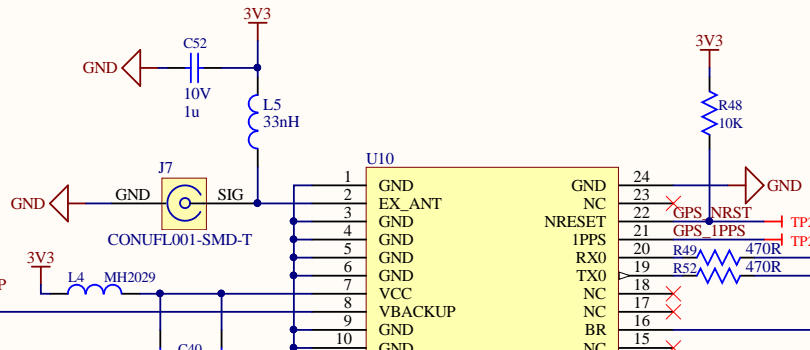 3V3
C52
GND
10V
1u
L5
33nH
3V3
R48
10K
J7
GND
GND
SIG
CONUFL001-SMD-T
3V3
L4
MH2029
U10
1 GND
2 EX_ANT
3 GND
4 GND
5 GND
6 GND
7 VCC
8 VBACKUP
9 GND
10 GND
GND 24
NC 23
NRESET 22
1PPS 21
RX0 20
TX0 19
NC 18
NC 17
BR 16
NC 15
GND
GPS_NRST
GPS_1PPS
R49 470R
R52 470R
P
C40